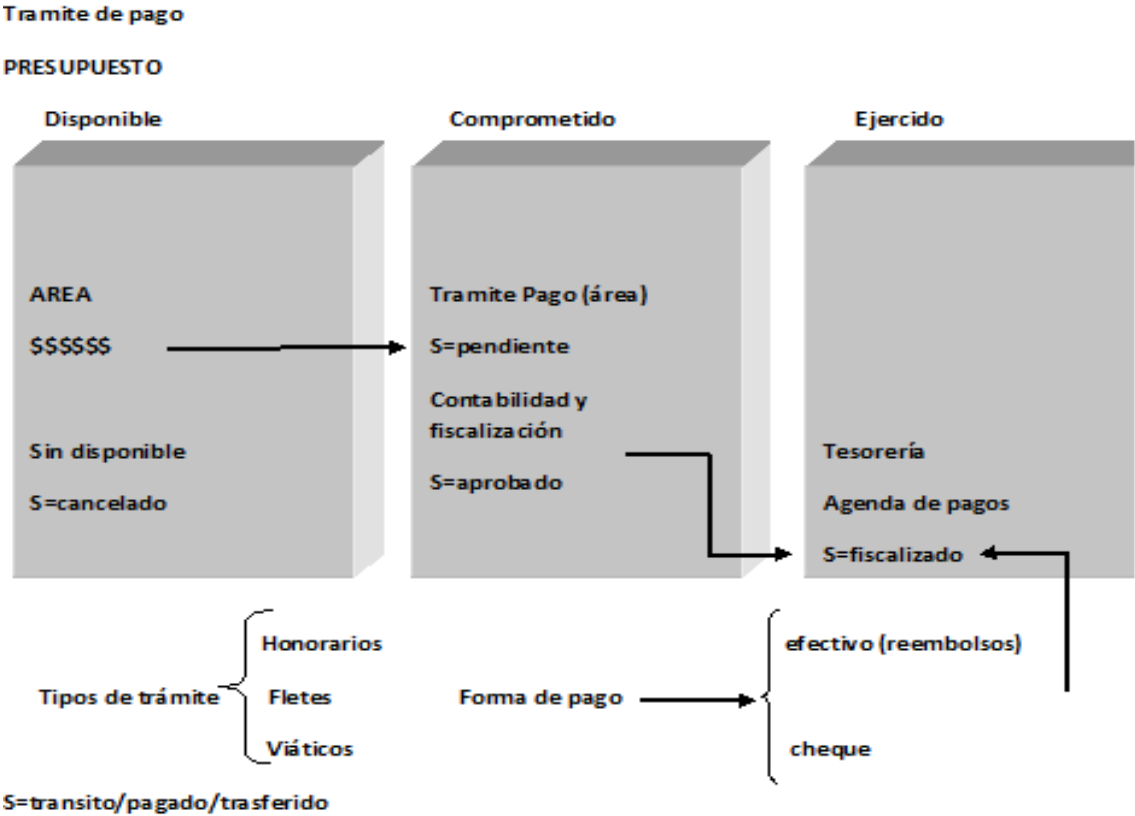 Tramite de pago
PRESUPUESTO
Disponible
Comprometido
Ejercido
AREA
$$$$$$
Sin disponible
S=cancelado
Tramite Pago (área)
S=pendiente
Contabilidad y
fiscalización
S=aprobado
Tesorería
Agenda de pagos
S=fiscalizado
Tipos de trámite
Honorarios
Fletes
Viáticos
Forma de pago
efectivo (reembolsos)
cheque
S=transito/pagado/trasferido